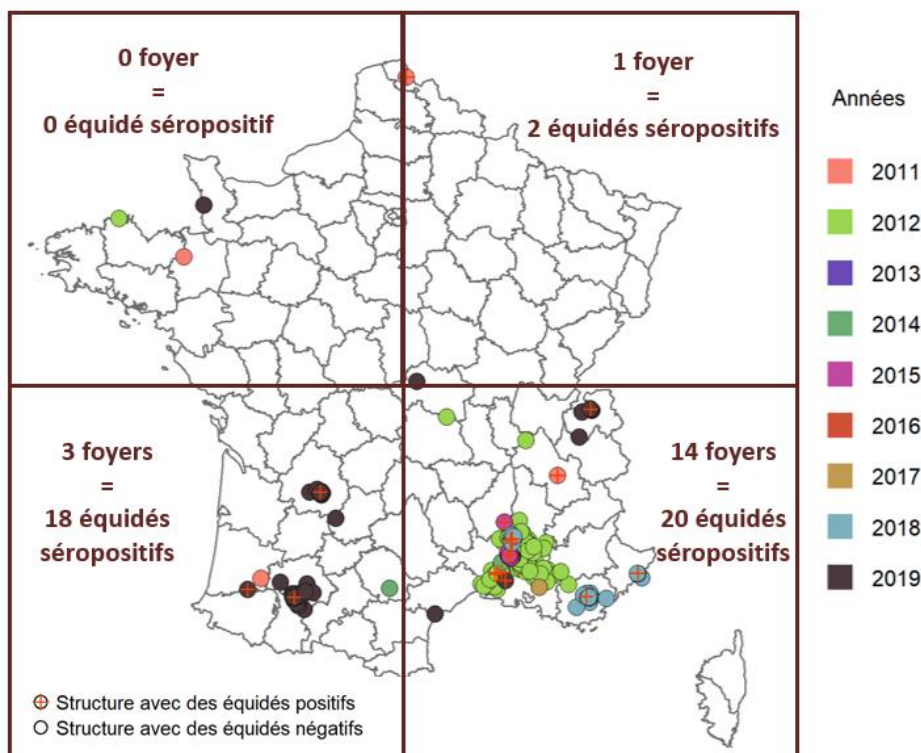 0 foyer
=
0 équidé séropositif
1 foyer
=
2 équidés séropositifs
3 foyers
=
18 équidés
séropositifs
14 foyers
=
20 équidés
séropositifs
Structure avec des équidés positifs
Structure avec des équidés négatifs
Années
2011
2012
2013
2014
2015
2016
2017
2018
2019